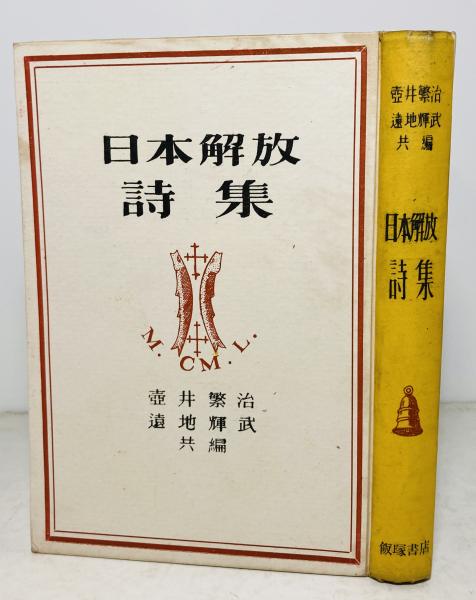 日本解放
詩集
M.CM.L.
壺井繁治
遠地輝武
共編
壺井繁治
遠地輝武
共編
日本解放
詩集
飯塚書店